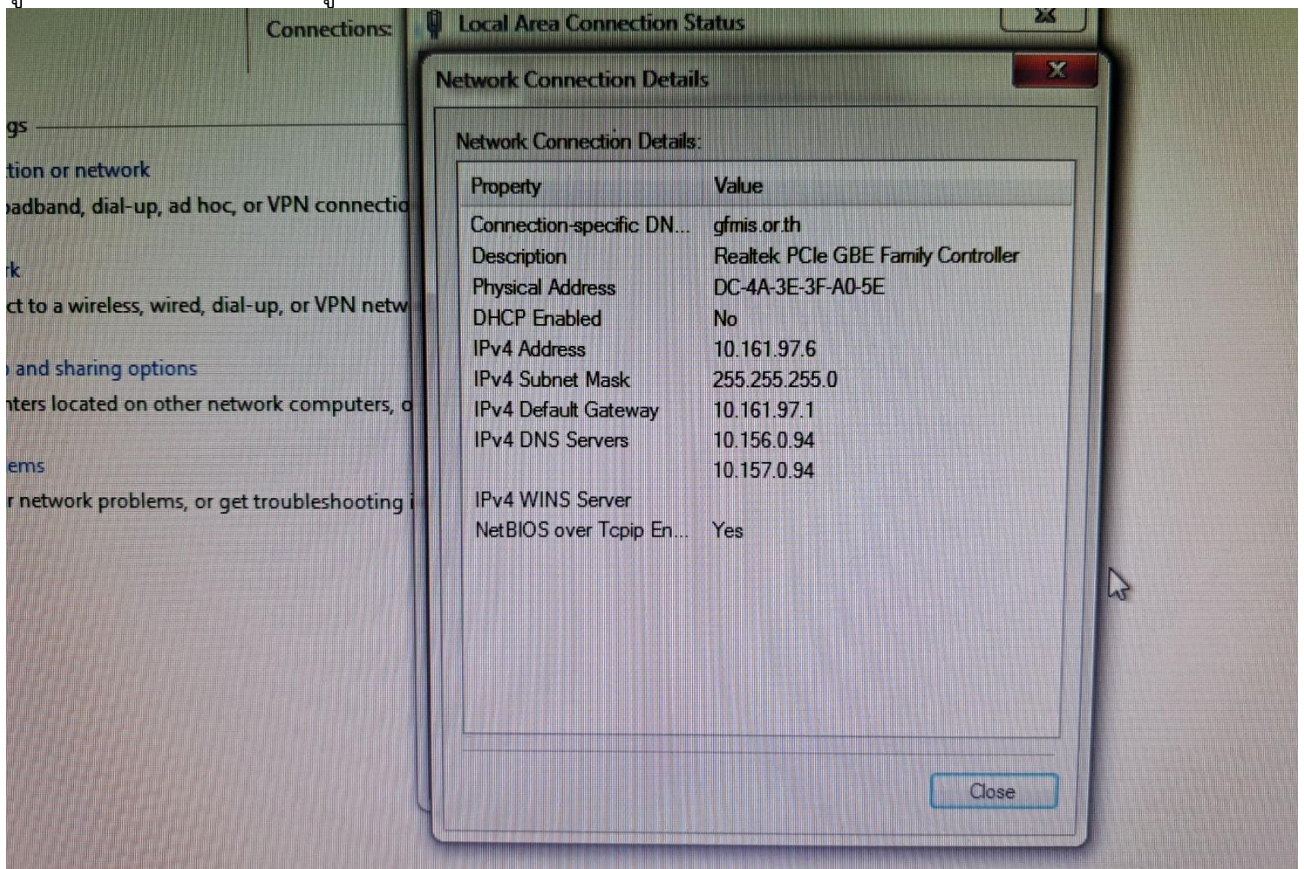 Connections:
Local Area Connection Status
Network Connection Details
Network Connection Details:
Property Value
Connection-specific DN... gfmis.or.th
Description Realtek PCIe GBE Family Controller
Physical Address DC-4A-3E-3F-A0-5E
DHCP Enabled No
IPv4 Address 10.161.97.6
IPv4 Subnet Mask 255.255.255.0
IPv4 Default Gateway 10.161.97.1
IPv4 DNS Servers 10.156.0.94
10.157.0.94
IPv4 WINS Server
NetBIOS over Tcpip En... Yes
Close
gs
tion or network
oadband, dial-up, ad hoc, or VPN connectio
rk
ct to a wireless, wired, dial-up, or VPN netw
and sharing options
nters located on other network computers, o
ems
r network problems, or get troubleshooting i